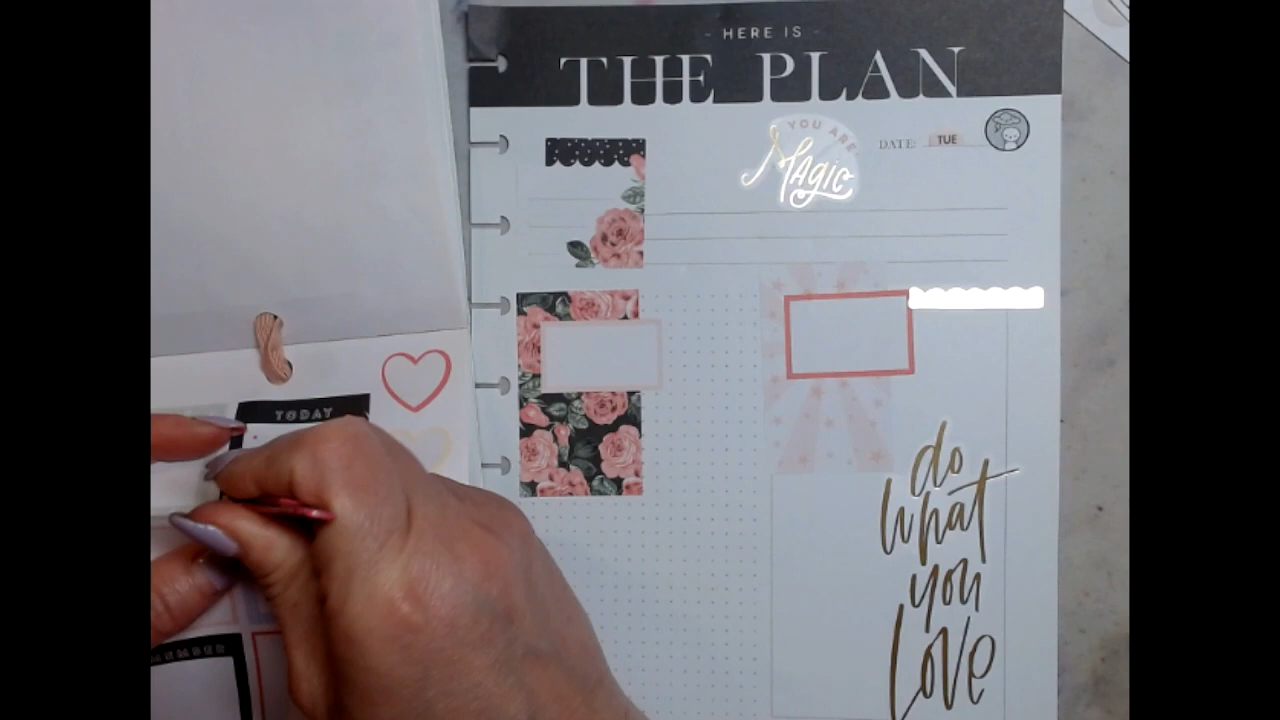 - HERE IS -
THE PLAN
YOU ARE
MAgic
DATE: TUE
TODAY
do
what
you
Love